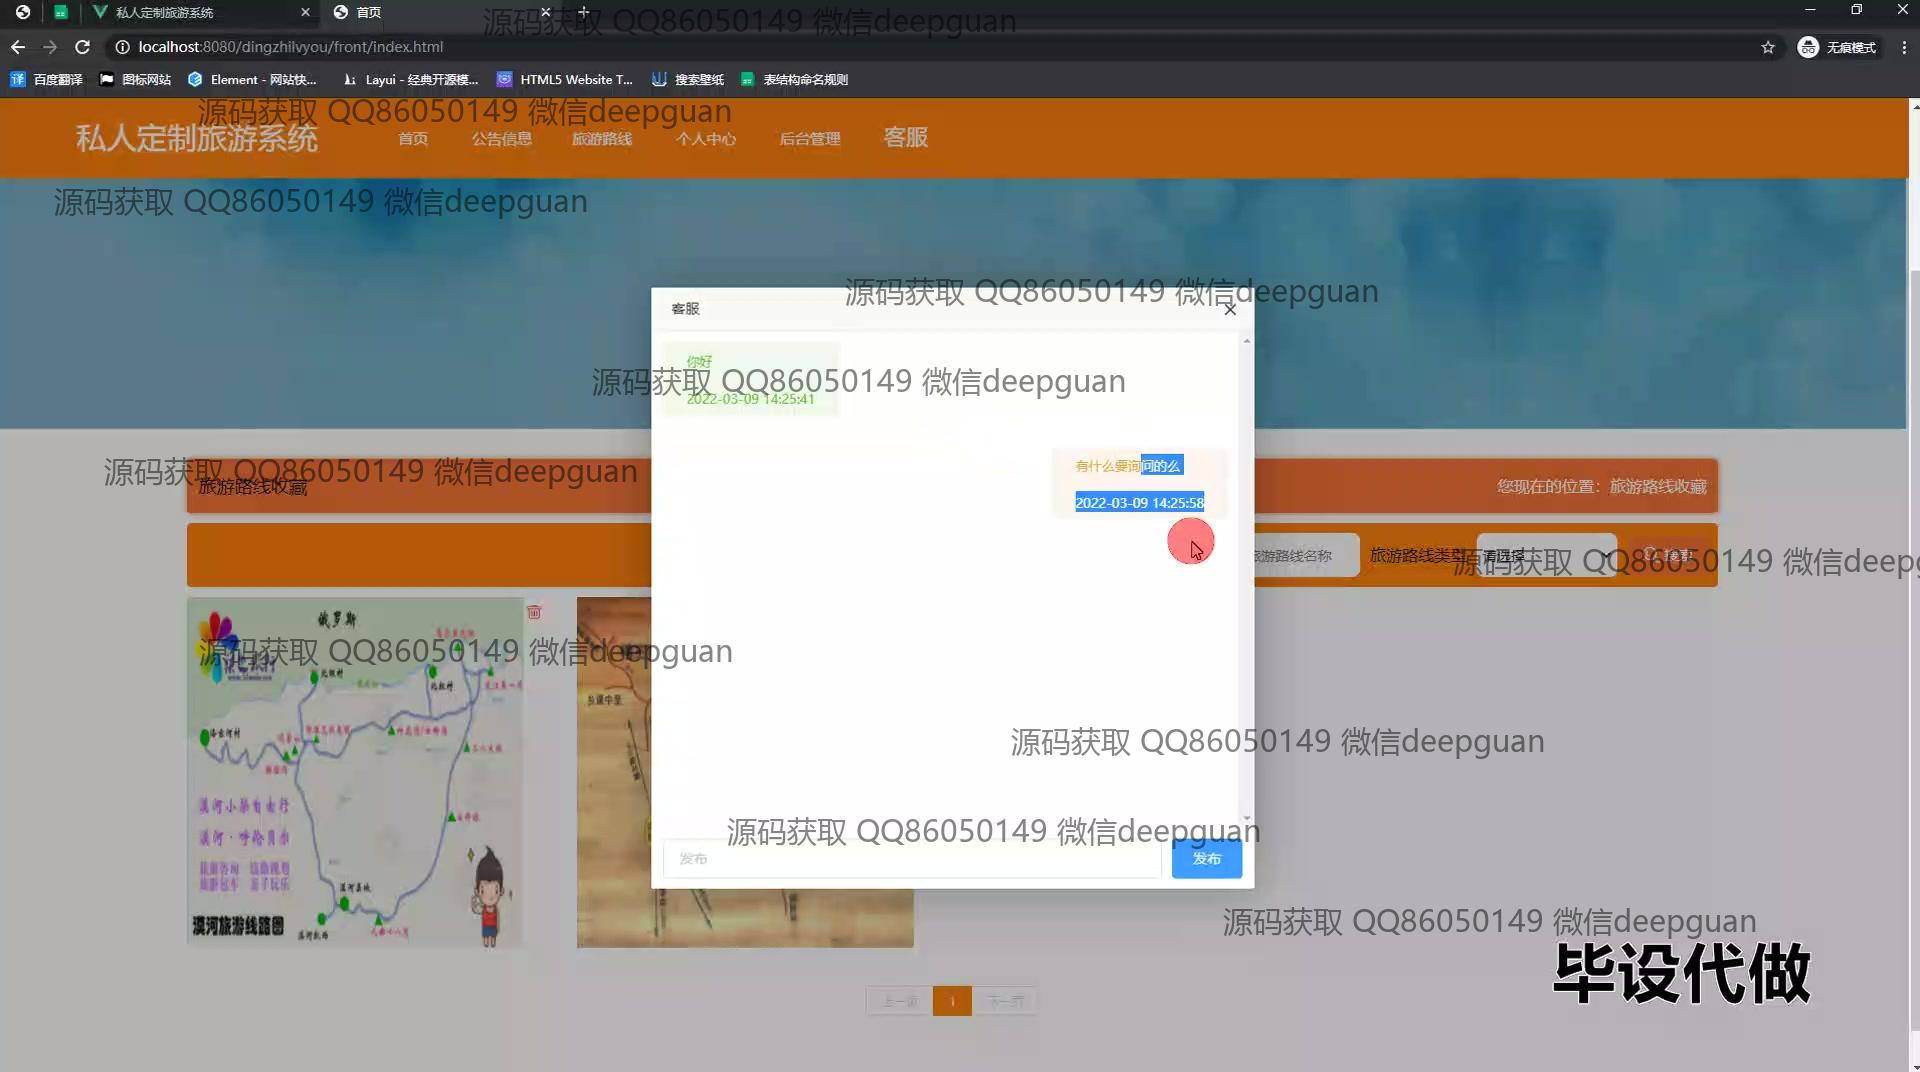 私人定制旅游系统
首页
localhost:8080/dingzhilvyou/front/index.html
无痕模式
百度翻译
图标网站
Element - 网站快...
Layui - 经典开源模...
HTML5 Website T...
搜索壁纸
表结构命名规则
源码获取 QQ86050149 微信deepguan
源码获取 QQ86050149 微信deepguan
私人定制旅游系统
首页
公告信息
旅游路线
个人中心
后台管理
客服
源码获取 QQ86050149 微信deepguan
源码获取 QQ86050149 微信deepguan
客服
你好
源码获取 QQ86050149 微信deepguan
2022-03-09 14:25:41
有什么要询问的么
2022-03-09 14:25:58
源码获取 QQ86050149 微信deepguan
旅游路线收藏
您现在的位置：旅游路线收藏
旅游路线名称
旅游路线类型
请选择
搜索
源码获取 QQ86050149 微信deep
俄罗斯
源码获取 QQ86050149 微信deepguan
北极村
北红村
洛古河村
漠河县城
漠河旅游线路图
源码获取 QQ86050149 微信deepguan
源码获取 QQ86050149 微信deepguan
发布
发布
源码获取 QQ86050149 微信deepguan
毕设代做
上一页
1
下一页